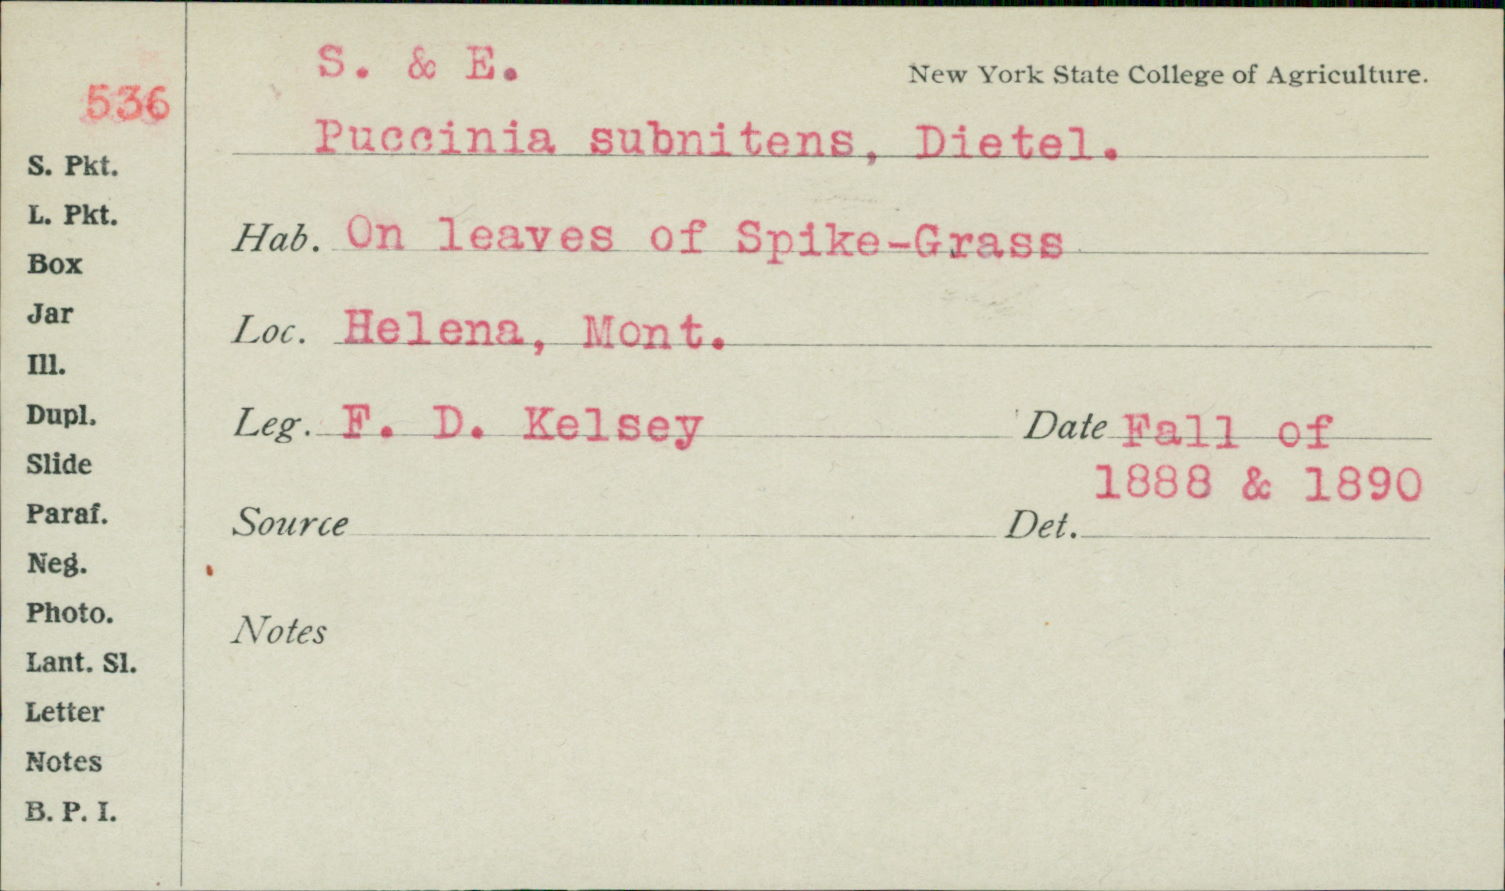 S. & E.
New York State College of Agriculture.
536
Puccinia subnitens, Dietel.
S. Pkt.
L. Pkt.
Hab. On leaves of Spike-Grass
Box
Jar
Loc. Helena, Mont.
Ill.
Dupl.
Leg. F. D. Kelsey Date Fall of
1888 & 1890
Slide
Paraf.
Source Det.
Neg.
Photo.
Notes
Lant. Sl.
Letter
Notes
B. P. I.